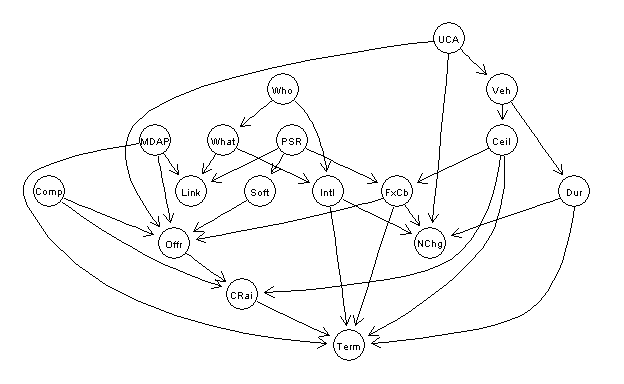 UCA
Who
Veh
MDAP
What
PSR
Ceil
Comp
Link
Soft
Intl
FxCb
Dur
Offr
NChg
CRai
Term